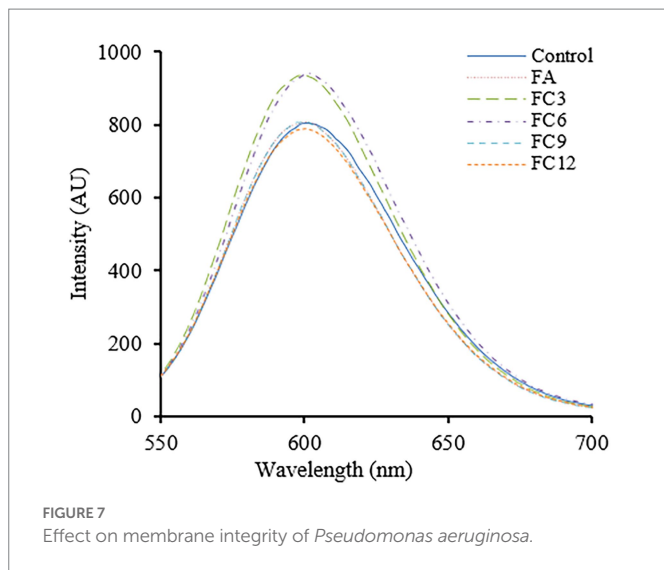 1000
800
600
400
200
0
Intensity (AU)
550
600
650
700
Wavelength (nm)
Control
FA
FC3
FC6
FC9
FC12
FIGURE 7
Effect on membrane integrity of Pseudomonas aeruginosa.